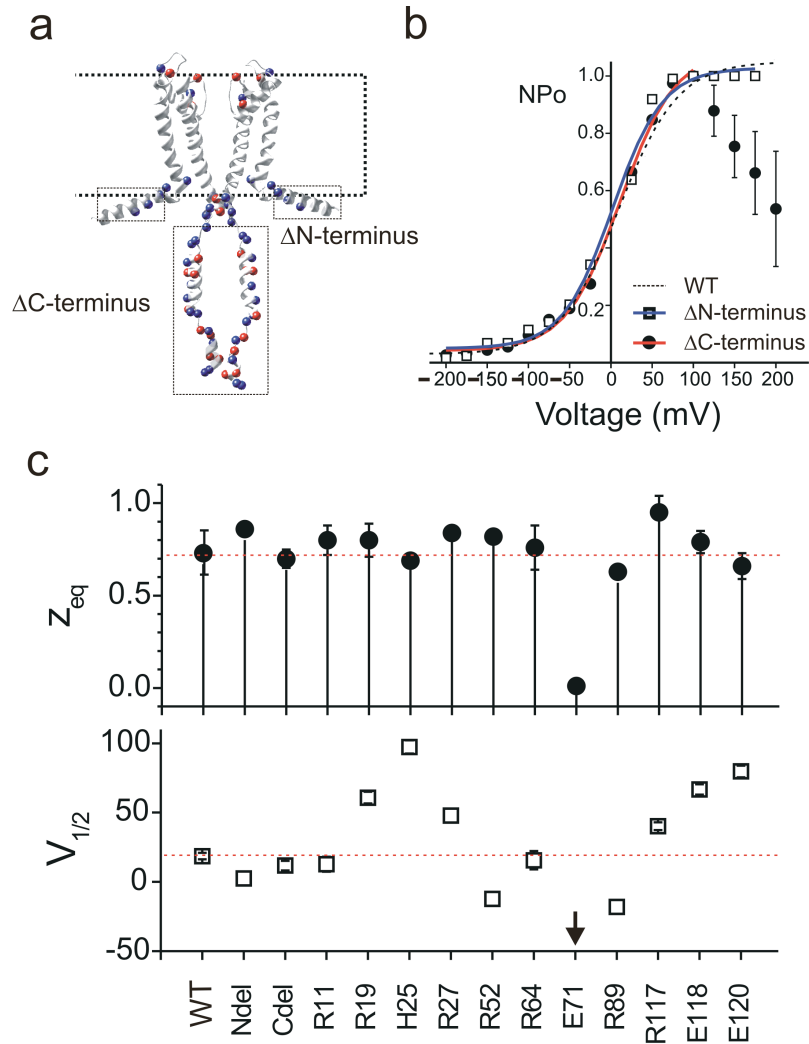 a
ΔN-terminus
ΔC-terminus
b
NPo
1.0
0.8
0.6
0.2
WT
ΔN-terminus
ΔC-terminus
-200 -150 -100 -50 0 50 100 150 200
Voltage (mV)
c
1.0
0.5
0.0
zeq
100
50
0
-50
V1/2
WT Ndel Cdel R11 R19 H25 R27 R52 R64 E71 R89 R117 E118 E120